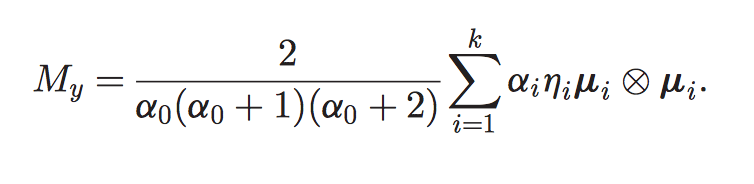 M_y = \frac{2}{\alpha_0(\alpha_0 + 1)(\alpha_0 + 2)} \sum_{i=1}^{k} \alpha_i \eta_i \boldsymbol{\mu}_i \otimes \boldsymbol{\mu}_i.